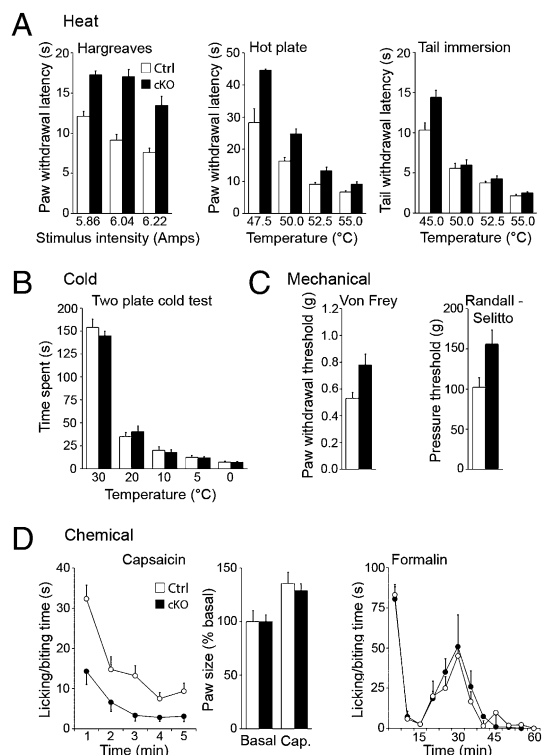 A Heat
Hargreaves
Ctrl
cKO
Paw withdrawal latency (s)
20
15
10
5
0
5.86 6.04 6.22
Stimulus intensity (Amps)
Hot plate
Paw withdrawal latency (s)
50
40
30
20
10
0
47.5 50.0 52.5 55.0
Temperature (°C)
Tail immersion
Tail withdrawal latency (s)
20
15
10
5
0
45.0 50.0 52.5 55.0
Temperature (°C)
B Cold
Two plate cold test
Time spent (s)
200
150
125
100
75
50
25
0
30 20 10 5 0
Temperature (°C)
C Mechanical
Von Frey
Paw withdrawal threshold (g)
1.2
1.0
0.8
0.6
0.4
0.2
0.0
Randall -
Selitto
Pressure threshold (g)
200
150
100
50
0
D Chemical
Capsaicin
Ctrl
cKO
Licking/biting time (s)
40
30
20
10
0
1 2 3 4 5
Time (min)
Paw size (% basal)
150
100
50
0
Basal Cap.
Formalin
Licking/biting time (s)
100
75
50
25
0
15 30 45 60
Time (min)